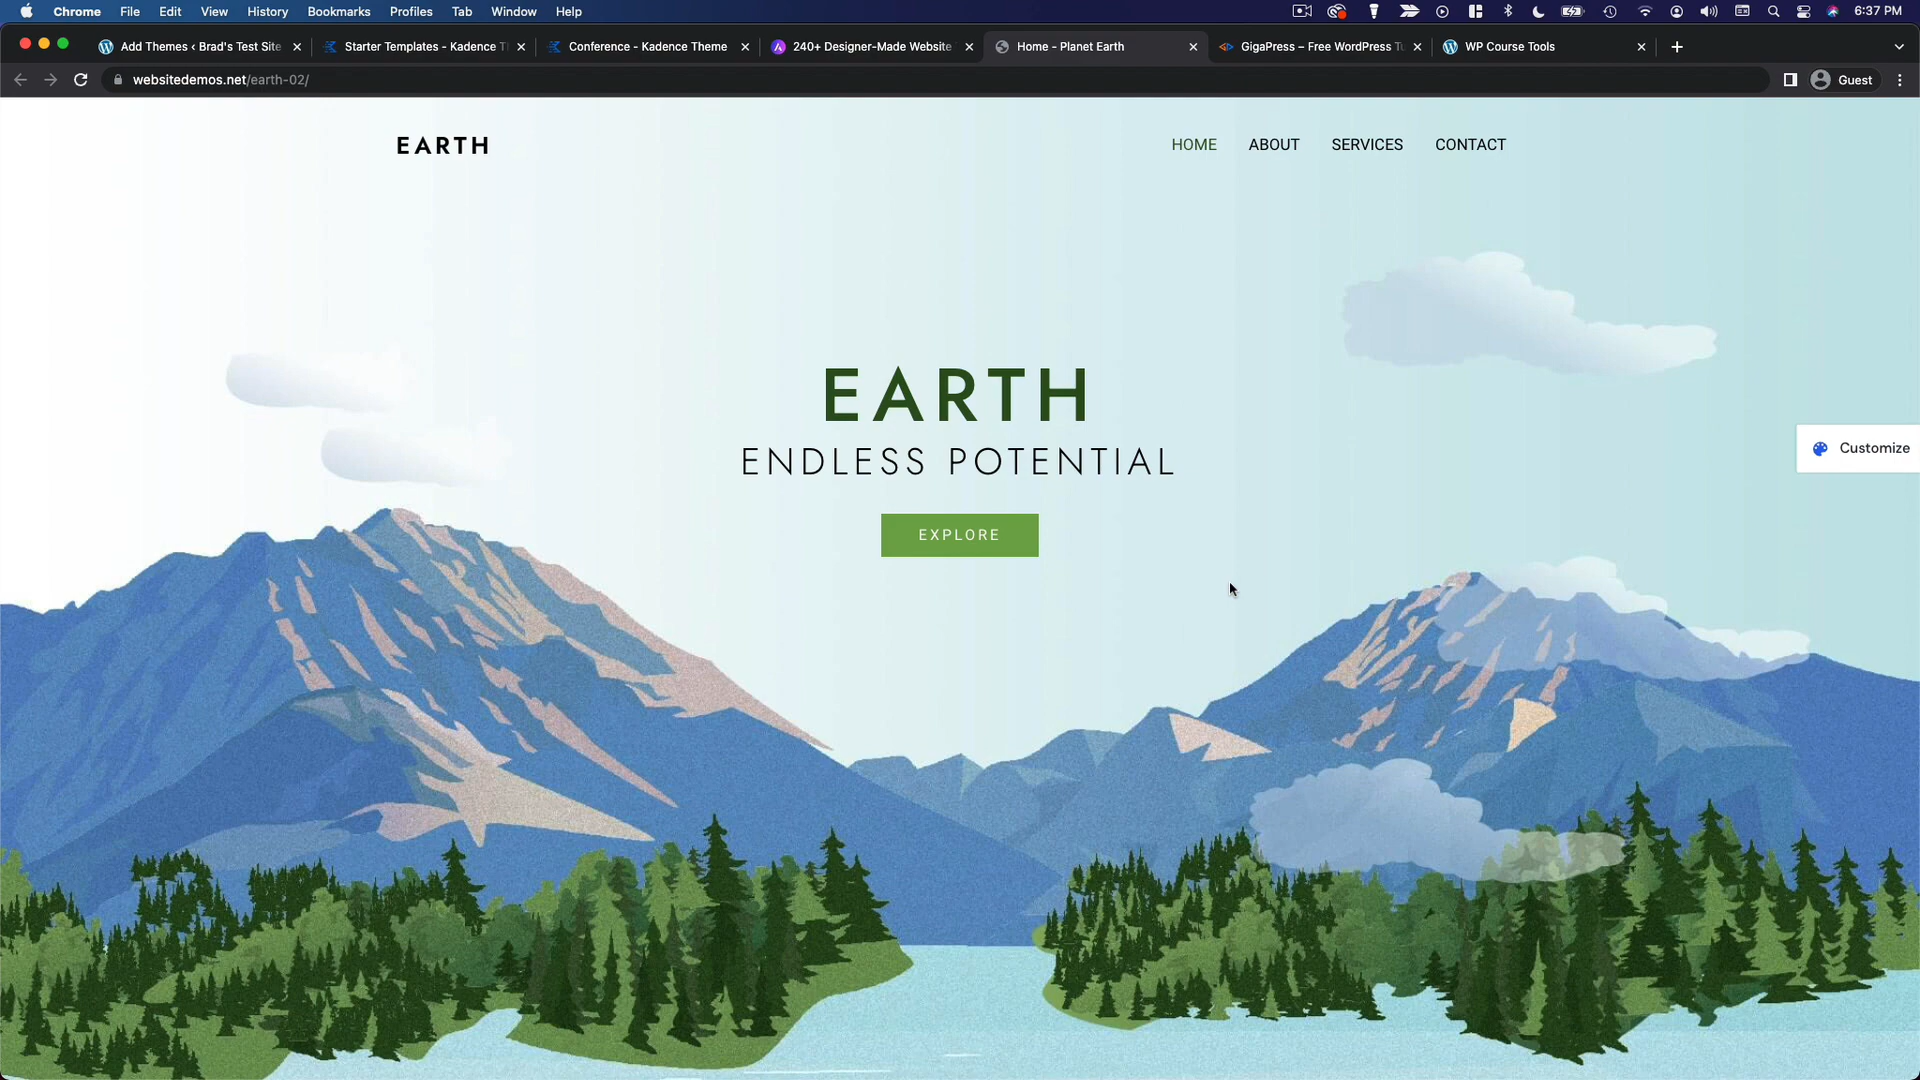 Chrome File Edit View History Bookmarks Profiles Tab Window Help 6:37 PM
Add Themes ‹ Brad's Test Site Starter Templates - Kadence T Conference - Kadence Theme 240+ Designer-Made Website Home - Planet Earth GigaPress – Free WordPress Tu WP Course Tools
websitedemos.net/earth-02/ Guest
EARTH HOME ABOUT SERVICES CONTACT
EARTH
ENDLESS POTENTIAL
Customize
EXPLORE